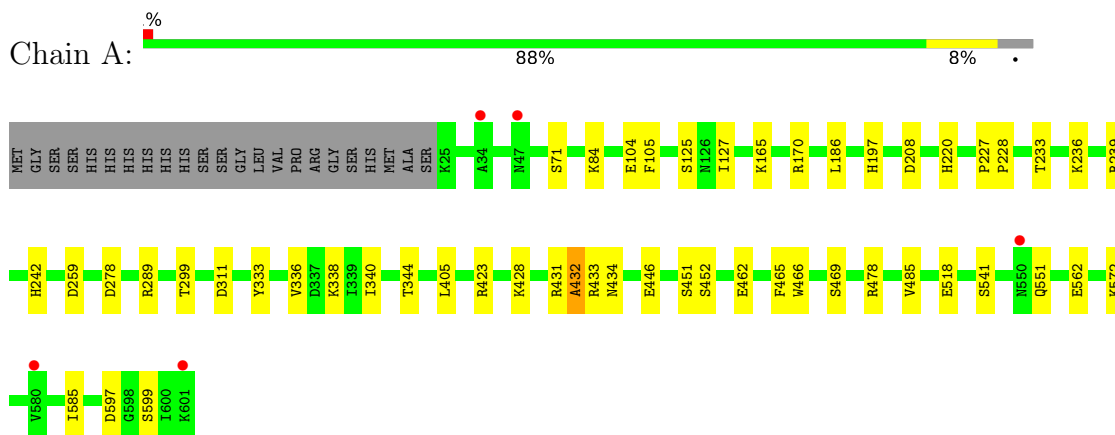 .%
Chain A:
88% 8% .
MET GLY SER SER HIS HIS HIS HIS HIS HIS SER SER GLY LEU VAL PRO ARG GLY SER HIS MET ALA SER K25 A34 N47 S71 K84 E104 F105 S125 N126 I127 K165 R170 L186 H197 D208 H220 P227 P228 T233 K236
H242 D259 D278 R289 T299 D311 Y333 V336 D337 K338 I339 I340 T344 L405 R423 K428 R431 A432 R433 N434 E446 S451 S452 E462 F465 W466 S469 R478 V485 E518 S541 N550 Q551 E562
V580 I585 D597 G598 S599 I600 K601